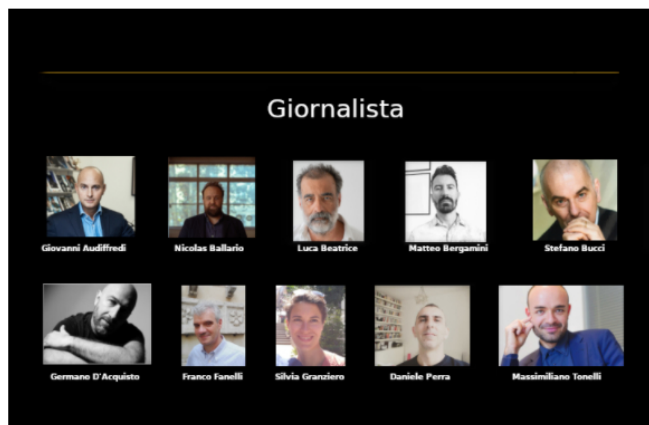 Giornalista
Giovanni Audiffredi Nicolas Ballario Luca Beatrice Matteo Bergamini Stefano Bucci
Germano D'Acquisto Franco Fanelli Silvia Granziero Daniele Perra Massimiliano Tonelli